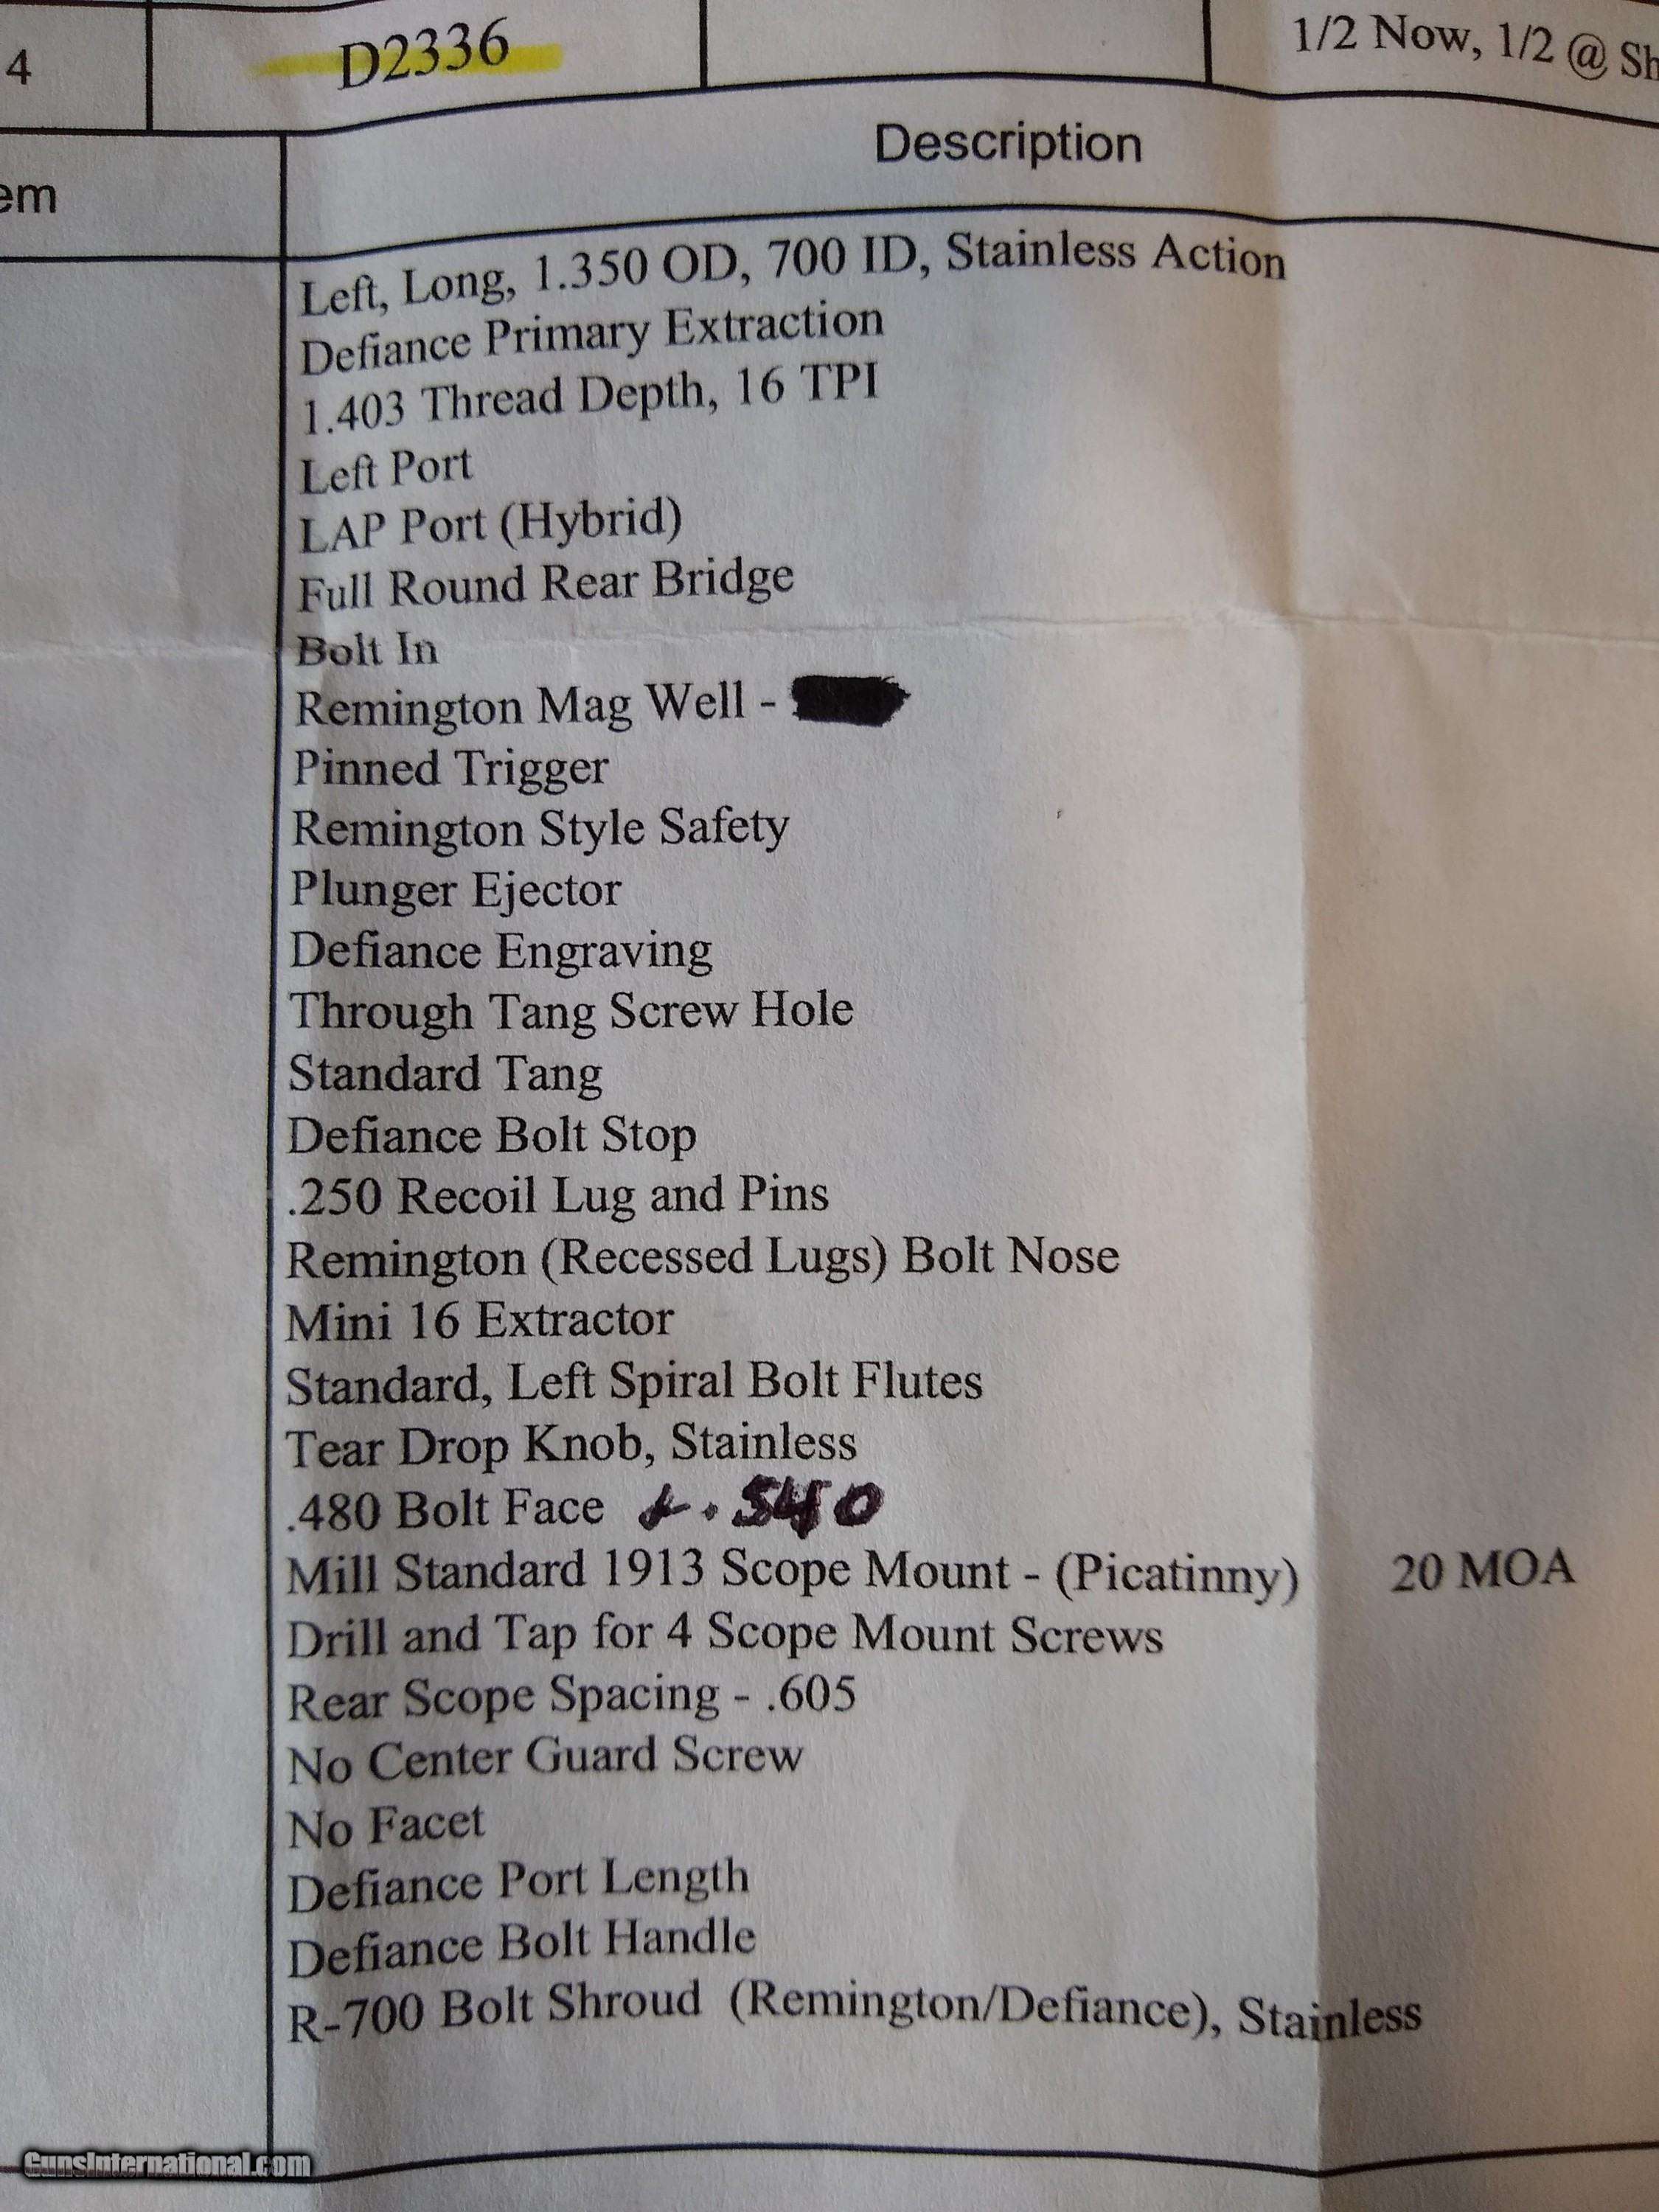 4 D2336 1/2 Now, 1/2 @ Sh
em Description
Left, Long, 1.350 OD, 700 ID, Stainless Action
Defiance Primary Extraction
1.403 Thread Depth, 16 TPI
Left Port
LAP Port (Hybrid)
Full Round Rear Bridge
Bolt In
Remington Mag Well -
Pinned Trigger
Remington Style Safety
Plunger Ejector
Defiance Engraving
Through Tang Screw Hole
Standard Tang
Defiance Bolt Stop
.250 Recoil Lug and Pins
Remington (Recessed Lugs) Bolt Nose
Mini 16 Extractor
Standard, Left Spiral Bolt Flutes
Tear Drop Knob, Stainless
.480 Bolt Face + .540
Mill Standard 1913 Scope Mount - (Picatinny) 20 MOA
Drill and Tap for 4 Scope Mount Screws
Rear Scope Spacing - .605
No Center Guard Screw
No Facet
Defiance Port Length
Defiance Bolt Handle
R-700 Bolt Shroud (Remington/Defiance), Stainless
GunsInternational.com